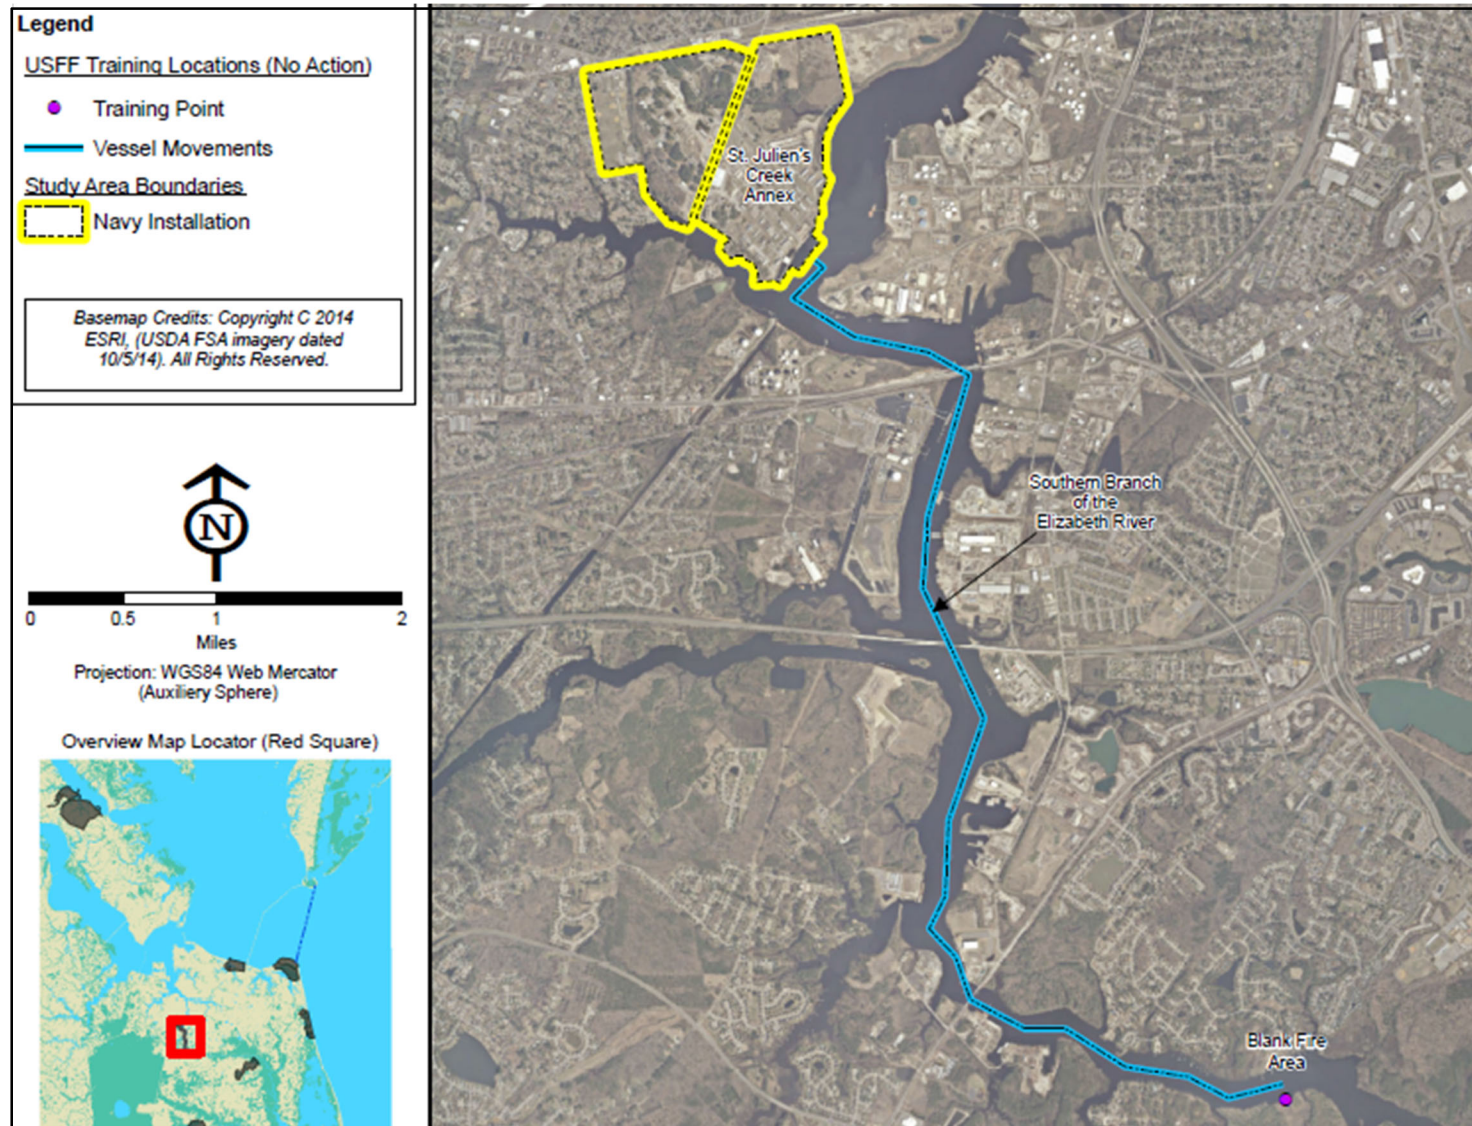 Legend
USFF Training Locations (No Action)
Training Point
Vessel Movements
Study Area Boundaries
Navy Installation
Basemap Credits: Copyright C 2014
ESRI, (USDA FSA imagery dated
10/5/14). All Rights Reserved.
N
0 0.5 1 2
Miles
Projection: WGS84 Web Mercator
(Auxiliery Sphere)
Overview Map Locator (Red Square)
St. Julien's
Creek
Annex
Southern Branch
of the
Elizabeth River
Blank Fire
Area